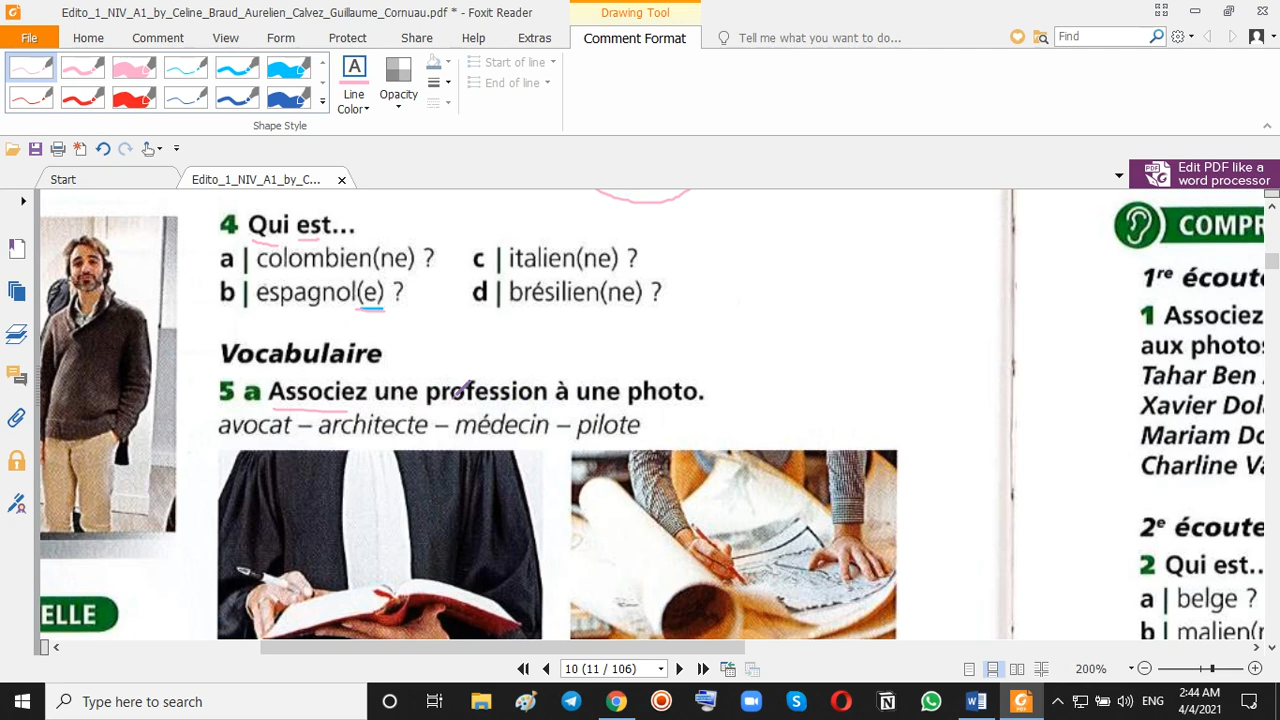 Edito_1_NIV_A1_by_Celine_Braud_Aurelien_Calvez_Guillaume_Cornuau.pdf * - Foxit Reader
Drawing Tool
File
Home
Comment
View
Form
Protect
Share
Help
Extras
Comment Format
Tell me what you want to do...
Find
Line
Color
Opacity
Start of line
End of line
Shape Style
Start
Edito_1_NIV_A1_by_C...
Edit PDF like a
word processor
4 Qui est...
a | colombien(ne) ?
c | italien(ne) ?
b | espagnol(e) ?
d | brésilien(ne) ?
Vocabulaire
5 a Associez une profession à une photo.
avocat – architecte – médecin – pilote
ELLE
COMPR
1re écoute
1 Associez
aux photos
Tahar Ben
Xavier Dol
Mariam Do
Charline Va
2e écoute
2 Qui est..
a | belge ?
b | malien(
10 (11 / 106)
200%
Type here to search
ENG
2:44 AM
4/4/2021